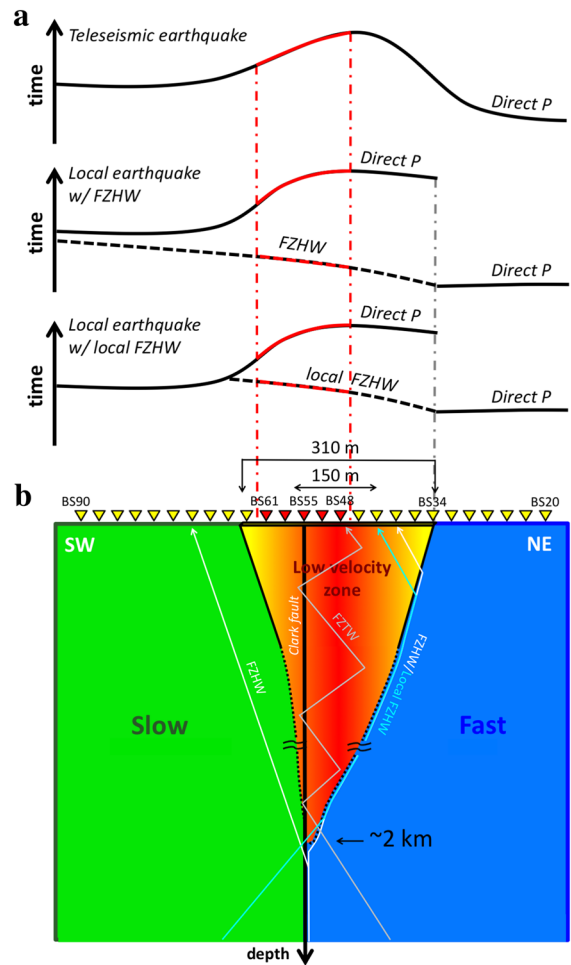 a
Teleseismic earthquake
time
Direct P
Local earthquake
w/ FZHW
Direct P
time
FZHW
Direct P
Local earthquake
w/ local FZHW
Direct P
time
local FZHW
Direct P
310 m
150 m
b
BS90 BS61 BS55 BS48 BS34 BS20
SW
NE
Low velocity
zone
Clark fault
FZTW
FZHW
FZHW/Local FZHW
Slow
Fast
~2 km
depth